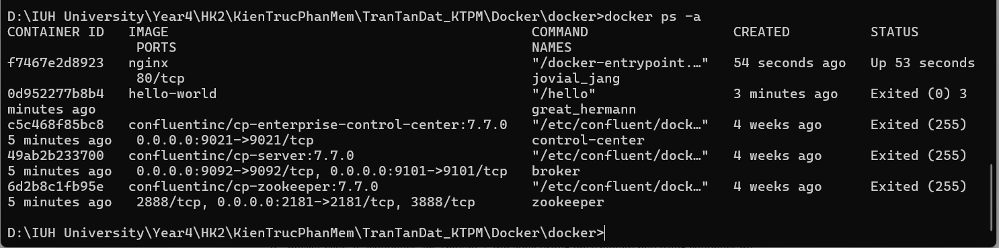 D:\IUH University\Year4\HK2\KienTrucPhanMem\TranTanDat_KTPM\Docker\docker>docker ps -a
CONTAINER ID   IMAGE                                             COMMAND                  CREATED          STATUS
                PORTS                                            NAMES
f7467e2d8923   nginx                                             "/docker-entrypoint.…"   54 seconds ago   Up 53 seconds
                80/tcp                                           jovial_jang
0d952277b8b4   hello-world                                       "/hello"                 3 minutes ago    Exited (0) 3
minutes ago                                                      great_hermann
c5c468f85bc8   confluentinc/cp-enterprise-control-center:7.7.0   "/etc/confluent/dock…"   4 weeks ago      Exited (255)
5 minutes ago   0.0.0.0:9021->9021/tcp                           control-center
49ab2b233700   confluentinc/cp-server:7.7.0                      "/etc/confluent/dock…"   4 weeks ago      Exited (255)
5 minutes ago   0.0.0.0:9092->9092/tcp, 0.0.0.0:9101->9101/tcp   broker
6d2b8c1fb95e   confluentinc/cp-zookeeper:7.7.0                   "/etc/confluent/dock…"   4 weeks ago      Exited (255)
5 minutes ago   2888/tcp, 0.0.0.0:2181->2181/tcp, 3888/tcp       zookeeper
D:\IUH University\Year4\HK2\KienTrucPhanMem\TranTanDat_KTPM\Docker\docker>